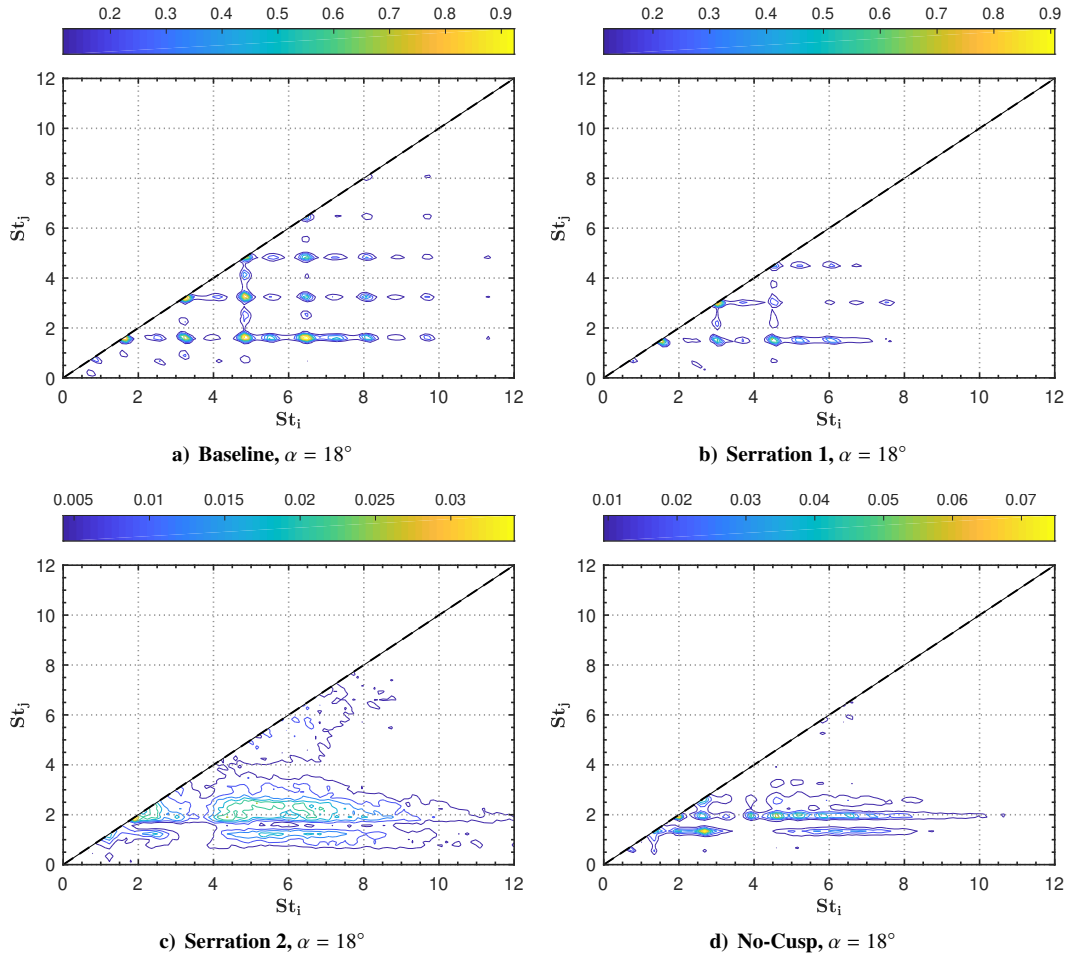 0.2 0.3 0.4 0.5 0.6 0.7 0.8 0.9
12
10
8
6
4
2
0
St_j
0 2 4 6 8 10 12
St_i
a) Baseline, α = 18°
0.2 0.3 0.4 0.5 0.6 0.7 0.8 0.9
12
10
8
6
4
2
0
St_j
0 2 4 6 8 10 12
St_i
b) Serration 1, α = 18°
0.005 0.01 0.015 0.02 0.025 0.03
12
10
8
6
4
2
0
St_j
0 2 4 6 8 10 12
St_i
c) Serration 2, α = 18°
0.01 0.02 0.03 0.04 0.05 0.06 0.07
12
10
8
6
4
2
0
St_j
0 2 4 6 8 10 12
St_i
d) No-Cusp, α = 18°